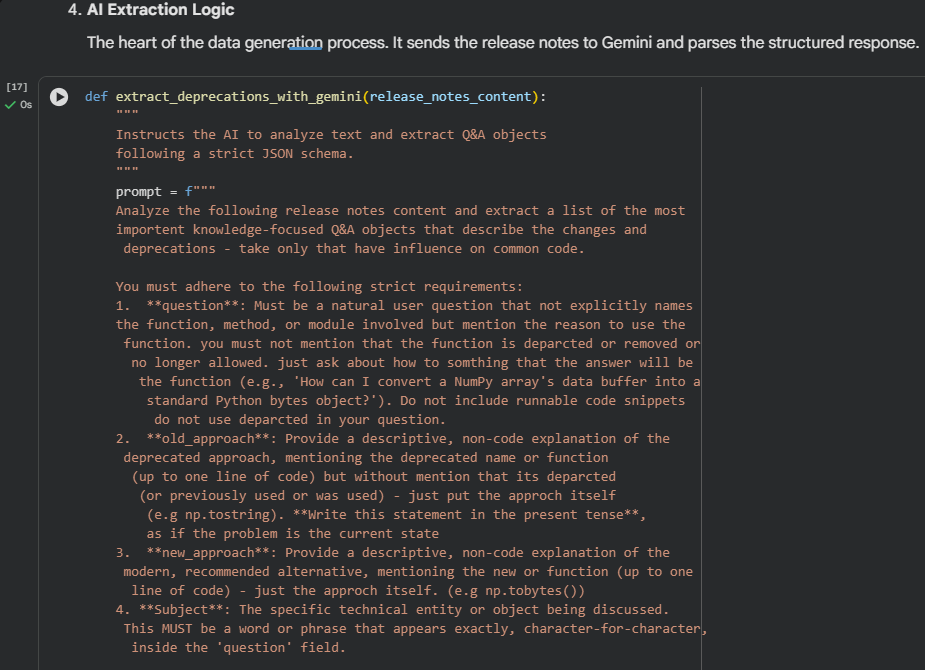 4. AI Extraction Logic
The heart of the data generation process. It sends the release notes to Gemini and parses the structured response.
[17]
0s
def extract_deprecations_with_gemini(release_notes_content):
"""
Instructs the AI to analyze text and extract Q&A objects
following a strict JSON schema.
"""
prompt = f"""
Analyze the following release notes content and extract a list of the most
importent knowledge-focused Q&A objects that describe the changes and
deprecations - take only that have influence on common code.
You must adhere to the following strict requirements:
1. **question**: Must be a natural user question that not explicitly names
the function, method, or module involved but mention the reason to use the
function. you must not mention that the function is deparcted or removed or
no longer allowed. just ask about how to somthing that the answer will be
the function (e.g., 'How can I convert a NumPy array's data buffer into a
standard Python bytes object?'). Do not include runnable code snippets
do not use deparcted in your question.
2. **old_approach**: Provide a descriptive, non-code explanation of the
deprecated approach, mentioning the deprecated name or function
(up to one line of code) but without mention that its deparcted
(or previously used or was used) - just put the approch itself
(e.g np.tostring). **Write this statement in the present tense**,
as if the problem is the current state
3. **new_approach**: Provide a descriptive, non-code explanation of the
modern, recommended alternative, mentioning the new or function (up to one
line of code) - just the approch itself. (e.g np.tobytes())
4. **Subject**: The specific technical entity or object being discussed.
This MUST be a word or phrase that appears exactly, character-for-character,
inside the 'question' field.